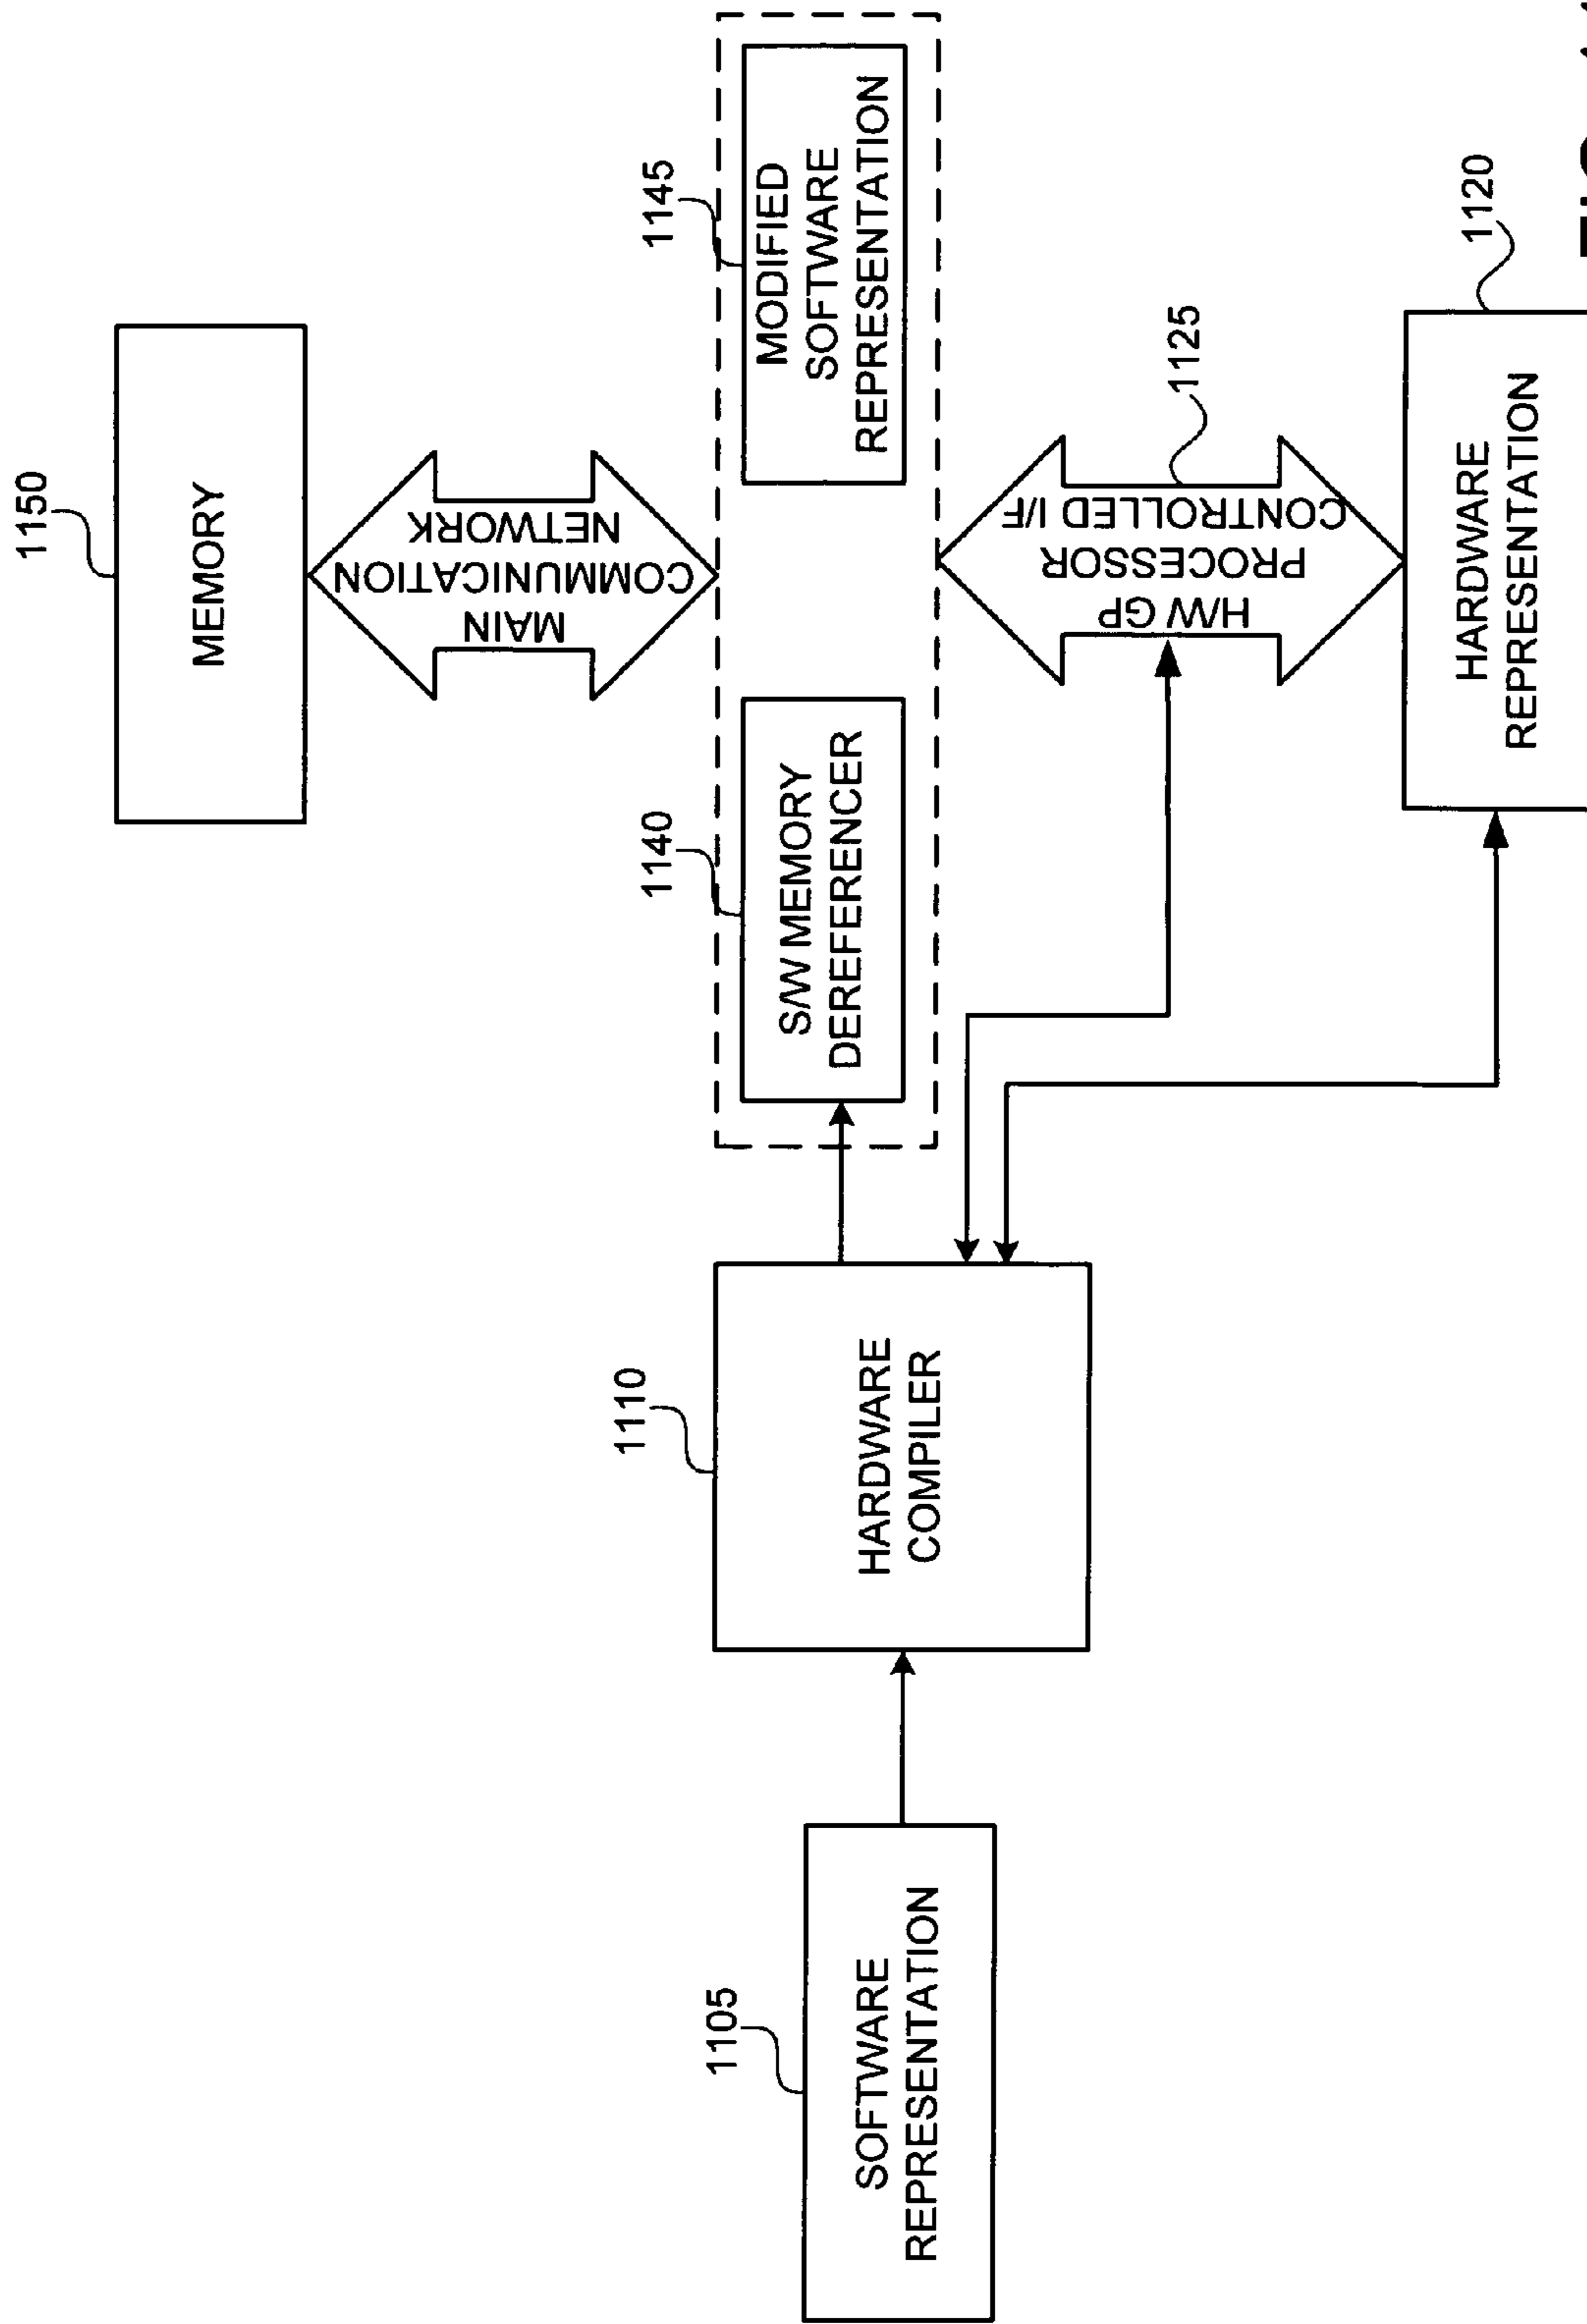 1150
MEMORY
MAIN
COMMUNICATION
NETWORK
1140
S/W MEMORY
DEREFERENCER
1145
MODIFIED
SOFTWARE
REPRESENTATION
1105
SOFTWARE
REPRESENTATION
1110
HARDWARE
COMPILER
H/W GP
PROCESSOR
CONTROLLED I/F
1125
1120
HARDWARE
REPRESENTATION